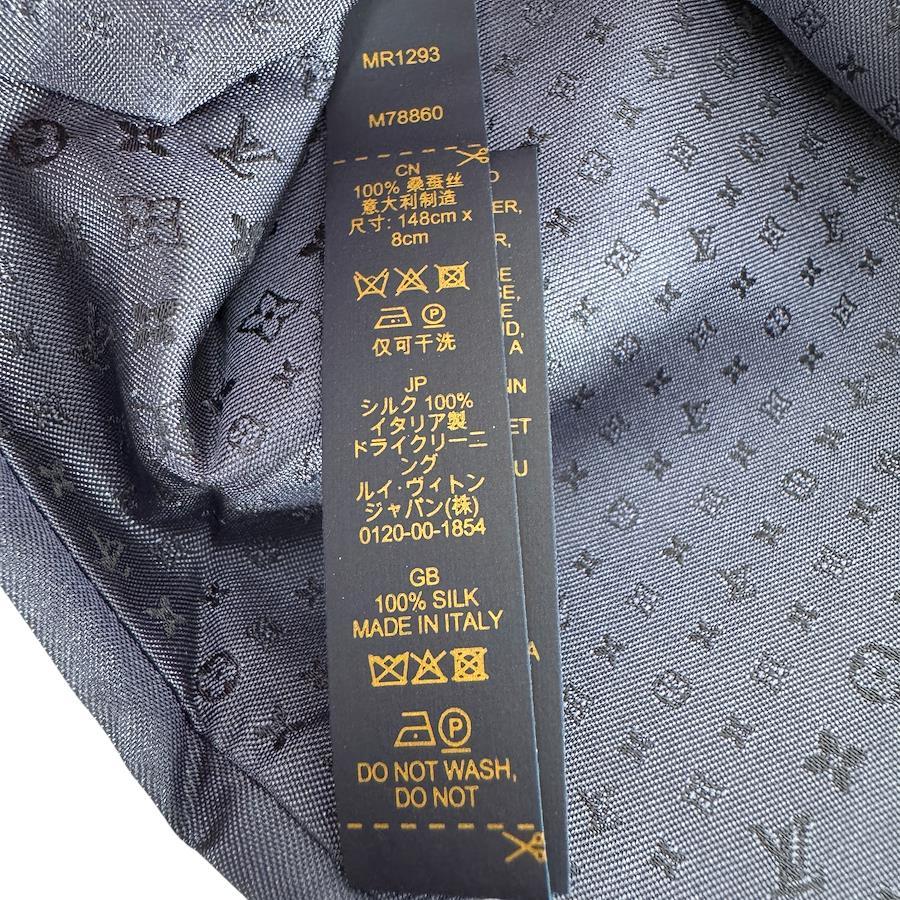 MR1293
M78860
CN
100% 桑蚕丝
意大利制造
尺寸: 148cm x
8cm
P
仅可干洗
JP
シルク 100%
イタリア製
ドライクリーニ
ング
ルイ·ヴィトン
ジャパン(株)
0120-00-1854
GB
100% SILK
MADE IN ITALY
P
DO NOT WASH,
DO NOT